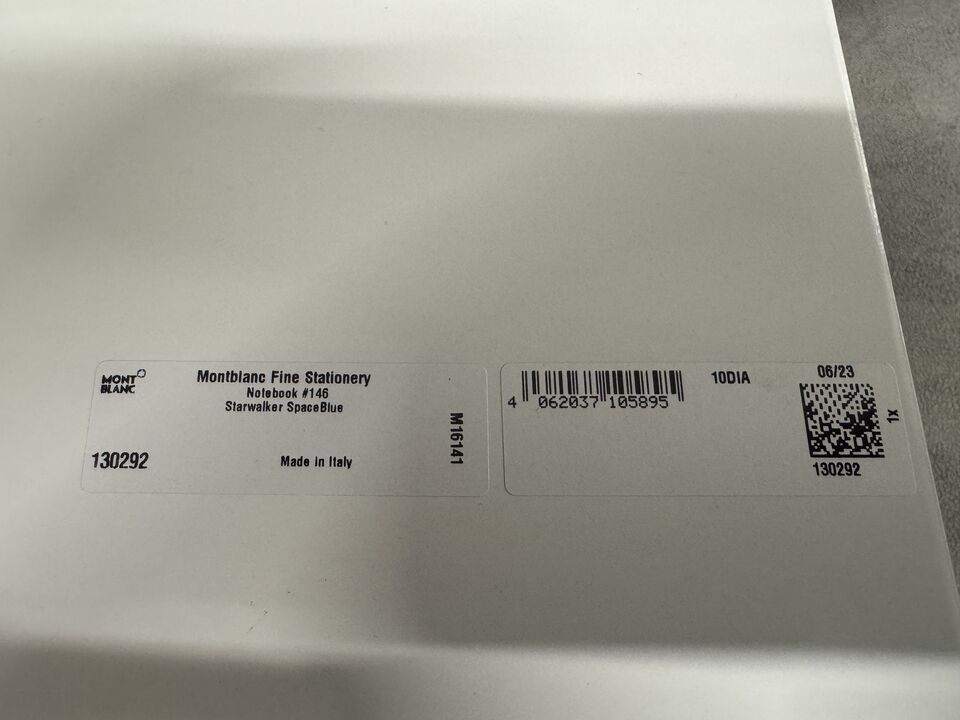 MONT
BLANC
Montblanc Fine Stationery
Notebook #146
Starwalker SpaceBlue
M16141
130292
Made in Italy
4 062037 105895
10DIA
06/23
1x
130292